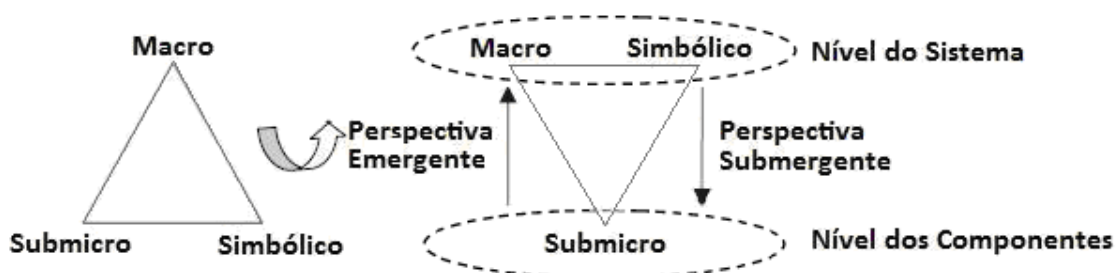 Macro
Submicro
Simbólico
Macro
Simbólico
Nível do Sistema
Perspectiva
Emergente
Perspectiva
Submergente
Submicro
Nível dos Componentes